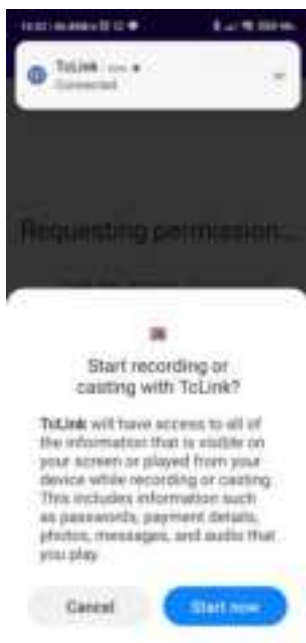 TcLink
Connected
Requesting permission...
Start recording or
casting with TcLink?
TcLink will have access to all of
the information that is visible on
your screen or played from your
device while recording or casting.
This includes information such
as passwords, payment details,
photos, messages, and audio that
you play.
Cancel
Start now